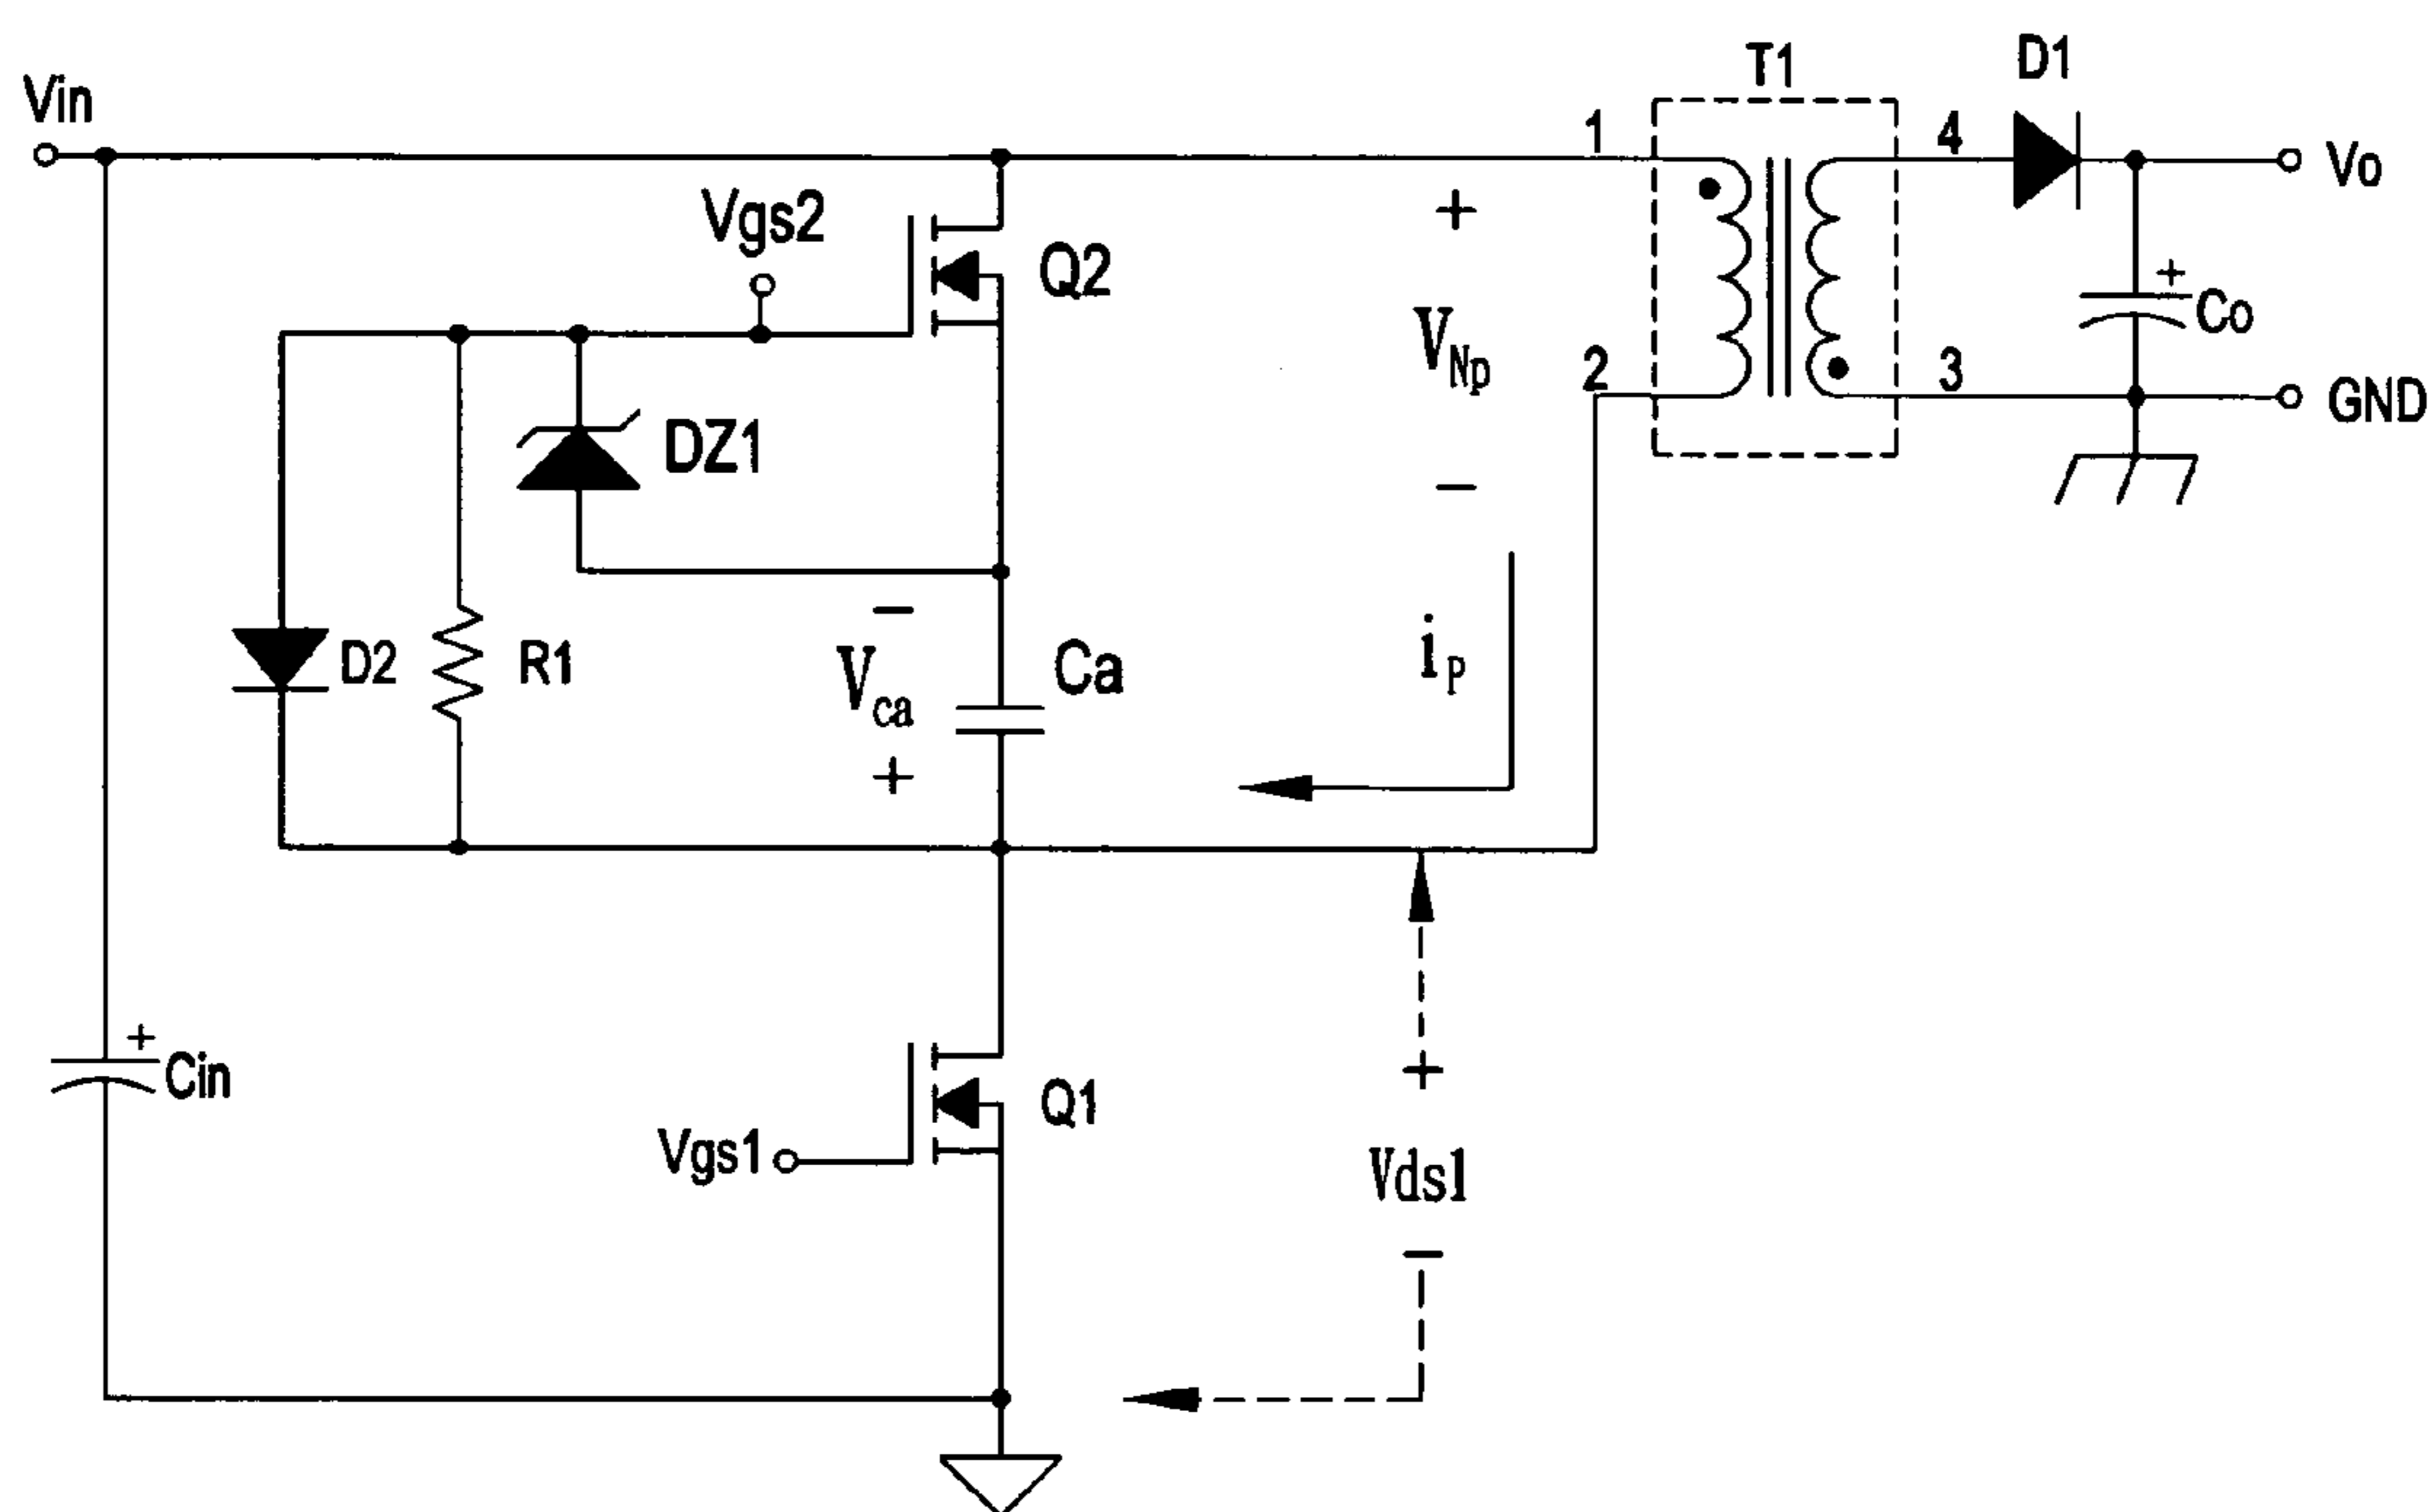 Vin
T1
D1
1
4
Vo
Vgs2
+
Q2
+
Co
VNp
2
3
GND
DZ1
−
−
D2
R1
Vca
Ca
ip
+
+
Cin
+
Q1
Vgs1
Vds1
−